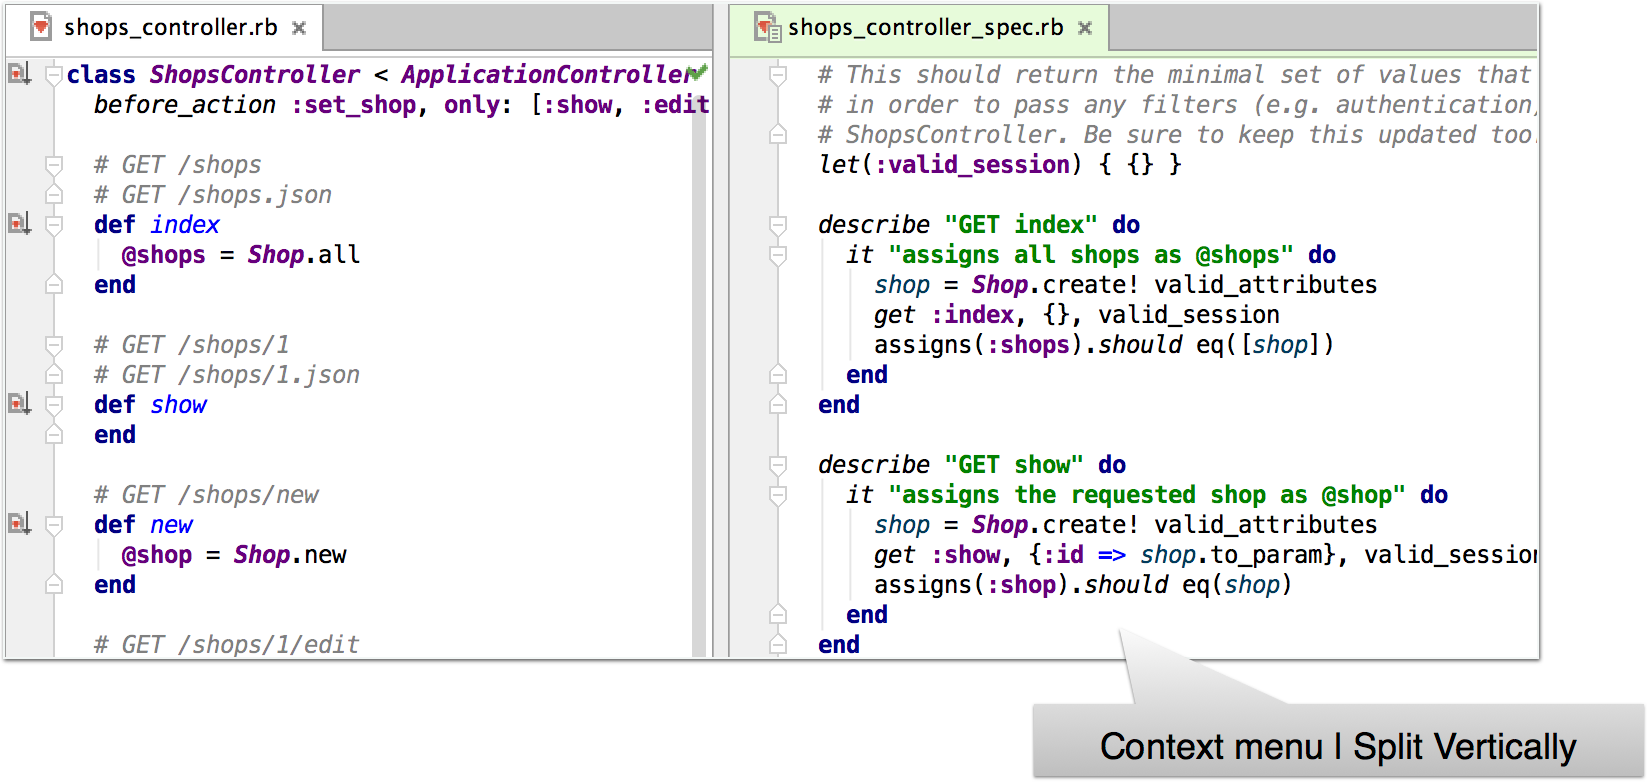 shops_controller.rb
class ShopsController < ApplicationController
before_action :set_shop, only: [:show, :edit
# GET /shops
# GET /shops.json
def index
@shops = Shop.all
end
# GET /shops/1
# GET /shops/1.json
def show
end
# GET /shops/new
def new
@shop = Shop.new
end
# GET /shops/1/edit
shops_controller_spec.rb
# This should return the minimal set of values that
# in order to pass any filters (e.g. authentication)
# ShopsController. Be sure to keep this updated too.
let(:valid_session) { {} }
describe "GET index" do
it "assigns all shops as @shops" do
shop = Shop.create! valid_attributes
get :index, {}, valid_session
assigns(:shops).should eq([shop])
end
end
describe "GET show" do
it "assigns the requested shop as @shop" do
shop = Shop.create! valid_attributes
get :show, {:id => shop.to_param}, valid_session
assigns(:shop).should eq(shop)
end
end
Context menu | Split Vertically